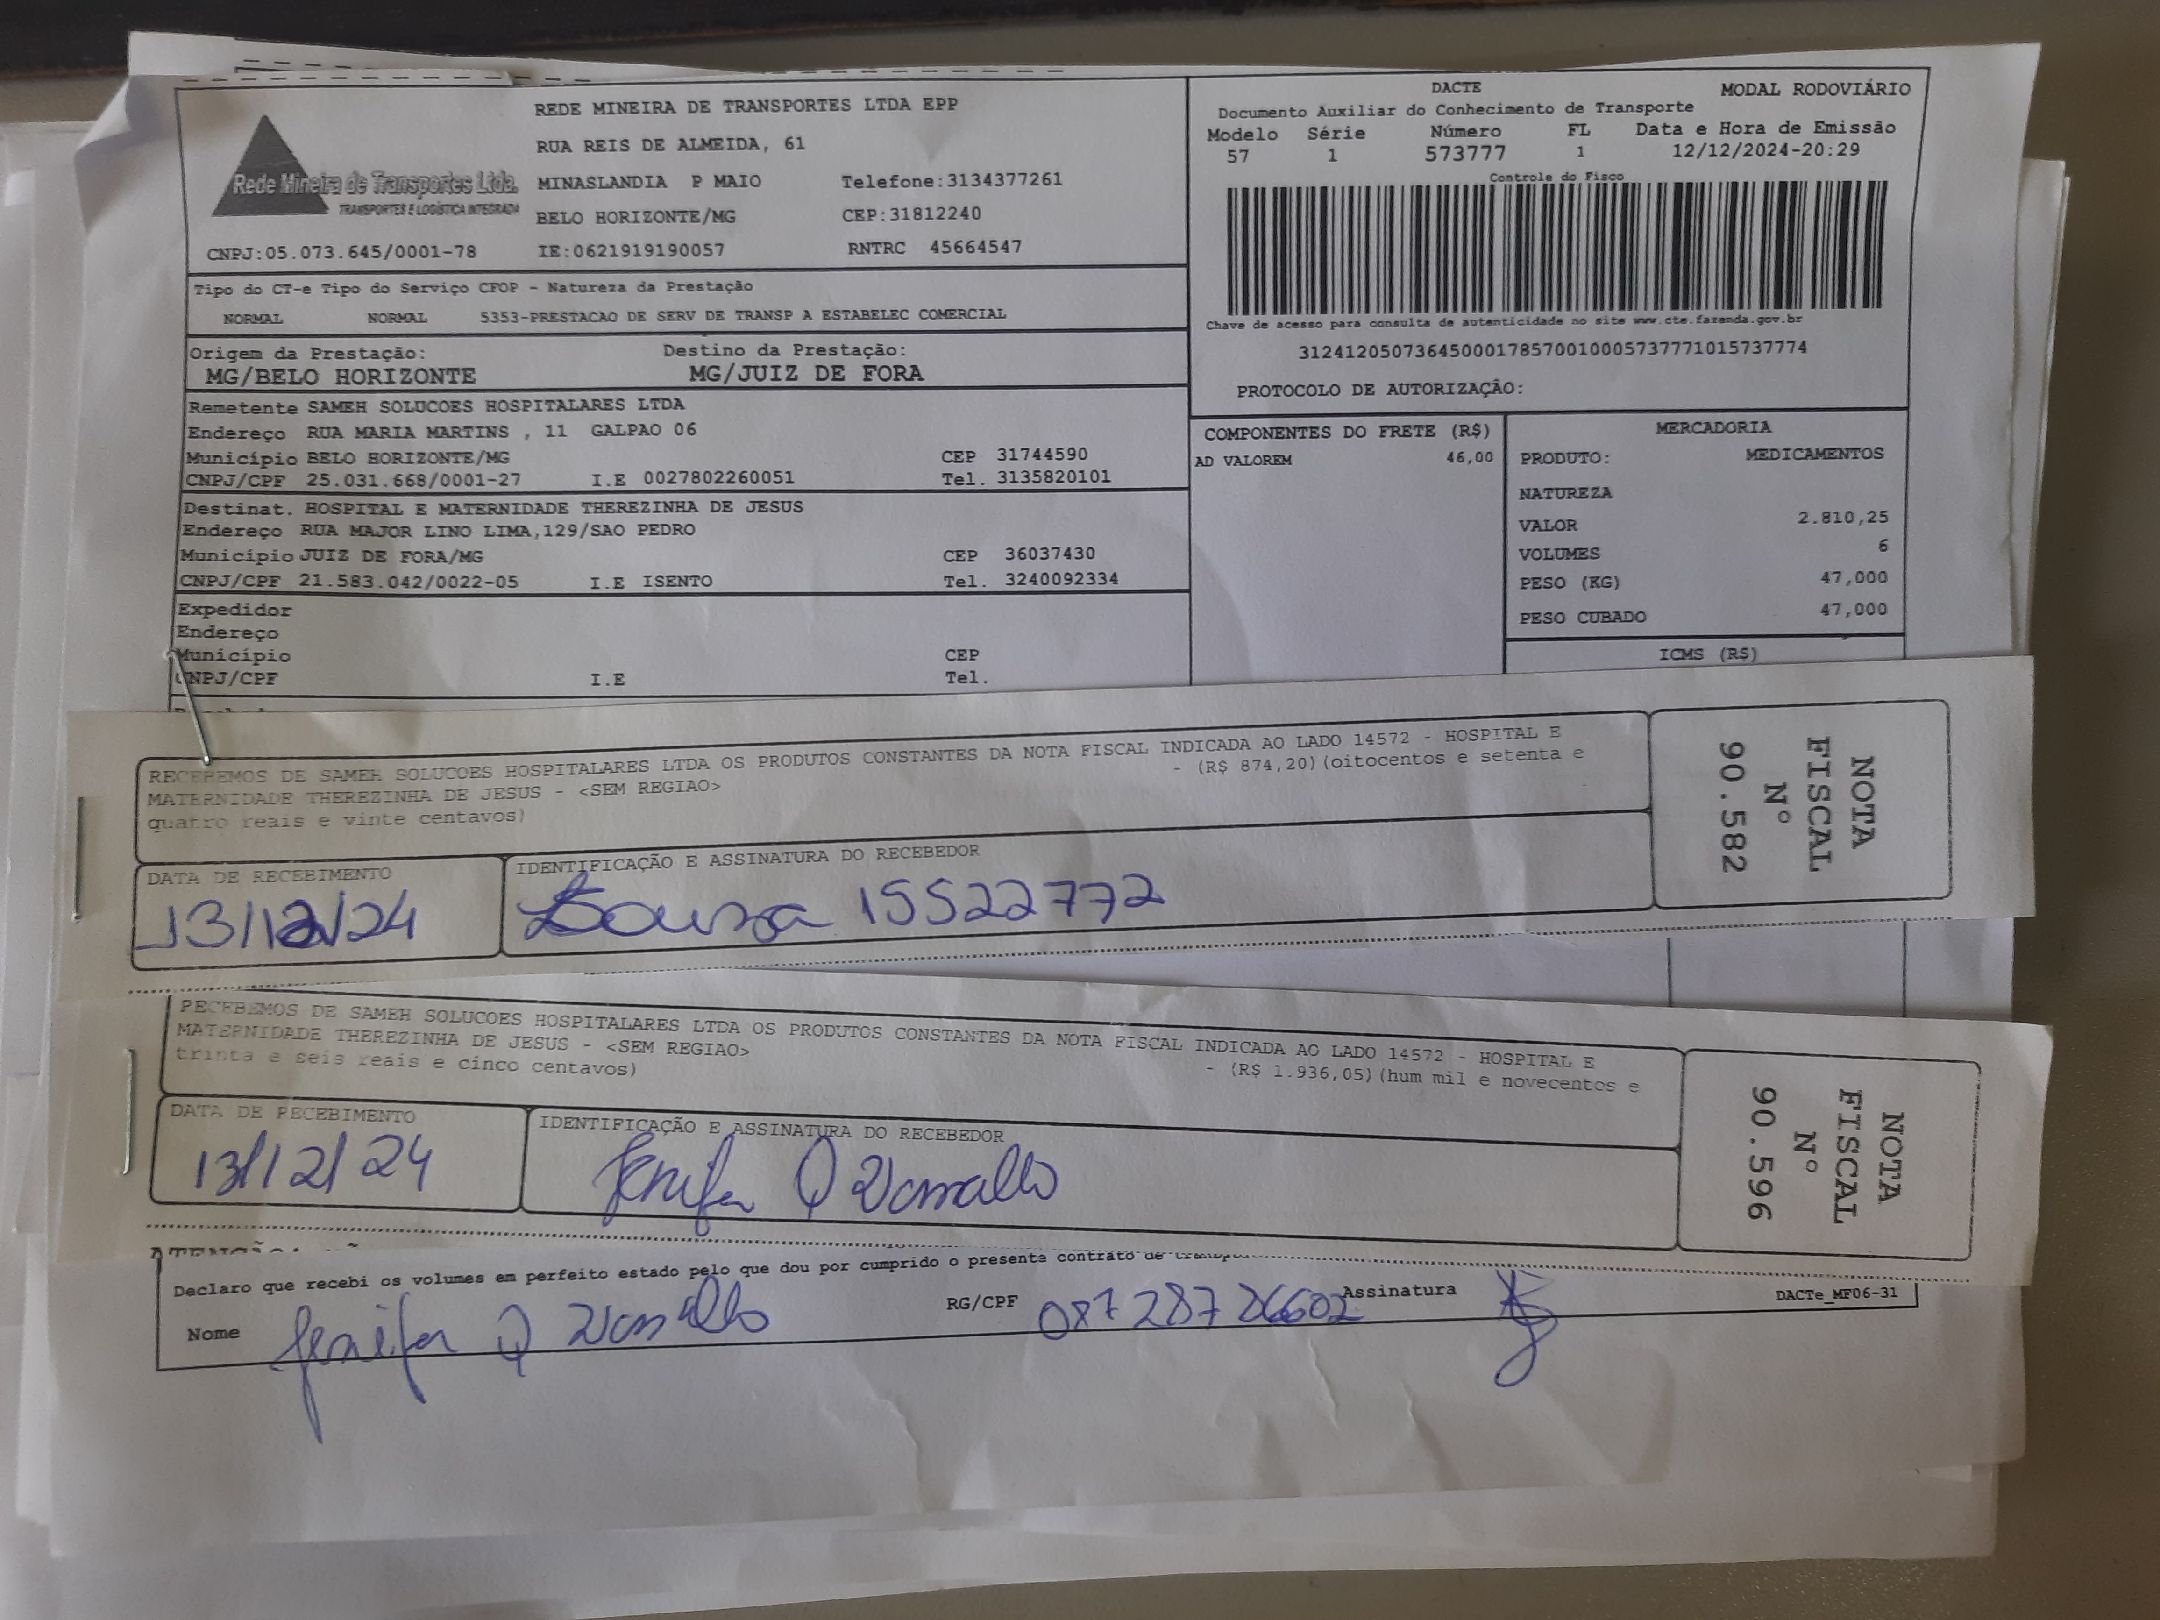 REDE MINEIRA DE TRANSPORTES LTDA EPP
RUA REIS DE ALMEIDA, 61
Rede Mineira de Transportes Ltda.
TRANSPORTES E LOGÍSTICA INTEGRADA
MINASLANDIA P MAIO Telefone:3134377261
BELO HORIZONTE/MG CEP:31812240
CNPJ:05.073.645/0001-78 IE:0621919190057 RNTRC 45664547
DACTE MODAL RODOVIÁRIO
Documento Auxiliar do Conhecimento de Transporte
Modelo Série Número FL Data e Hora de Emissão
57 1 573777 1 12/12/2024-20:29
Controle do Fisco
Chave de acesso para consulta de autenticidade no site www.cte.fazenda.gov.br
31241205073645000178570010005737771015737774
PROTOCOLO DE AUTORIZAÇÃO:
Tipo do CT-e Tipo do Serviço CFOP - Natureza da Prestação
NORMAL NORMAL 5353-PRESTACAO DE SERV DE TRANSP A ESTABELEC COMERCIAL
Origem da Prestação: Destino da Prestação:
MG/BELO HORIZONTE MG/JUIZ DE FORA
Remetente SAMEH SOLUCOES HOSPITALARES LTDA
Endereço RUA MARIA MARTINS , 11 GALPAO 06
Município BELO HORIZONTE/MG CEP 31744590
CNPJ/CPF 25.031.668/0001-27 I.E 0027802260051 Tel. 3135820101
Destinat. HOSPITAL E MATERNIDADE THEREZINHA DE JESUS
Endereço RUA MAJOR LINO LIMA,129/SAO PEDRO
Município JUIZ DE FORA/MG CEP 36037430
CNPJ/CPF 21.583.042/0022-05 I.E ISENTO Tel. 3240092334
Expedidor
Endereço
Município CEP
CNPJ/CPF I.E Tel.
COMPONENTES DO FRETE (R$)
AD VALOREM 46,00
MERCADORIA
PRODUTO: MEDICAMENTOS
NATUREZA
VALOR 2.810,25
VOLUMES 6
PESO (KG) 47,000
PESO CUBADO 47,000
ICMS (R$)
RECEBEMOS DE SAMEH SOLUCOES HOSPITALARES LTDA OS PRODUTOS CONSTANTES DA NOTA FISCAL INDICADA AO LADO 14572 - HOSPITAL E
MATERNIDADE THEREZINHA DE JESUS - <SEM REGIAO> - (R$ 874,20)(oitocentos e setenta e
quatro reais e vinte centavos)
DATA DE RECEBIMENTO IDENTIFICAÇÃO E ASSINATURA DO RECEBEDOR
13/12/24 Souza 15522772
NOTA
FISCAL
Nº
90.582
RECEBEMOS DE SAMEH SOLUCOES HOSPITALARES LTDA OS PRODUTOS CONSTANTES DA NOTA FISCAL INDICADA AO LADO 14572 - HOSPITAL E
MATERNIDADE THEREZINHA DE JESUS - <SEM REGIAO> - (R$ 1.936,05)(hum mil e novecentos e
trinta e seis reais e cinco centavos)
DATA DE RECEBIMENTO IDENTIFICAÇÃO E ASSINATURA DO RECEBEDOR
13/12/24 Jenifer Q
NOTA
FISCAL
Nº
90.596
Declaro que recebi os volumes em perfeito estado pelo que dou por cumprido o presente contrato de
Nome Jenifer Q RG/CPF Assinatura
DACTe_MF06-31